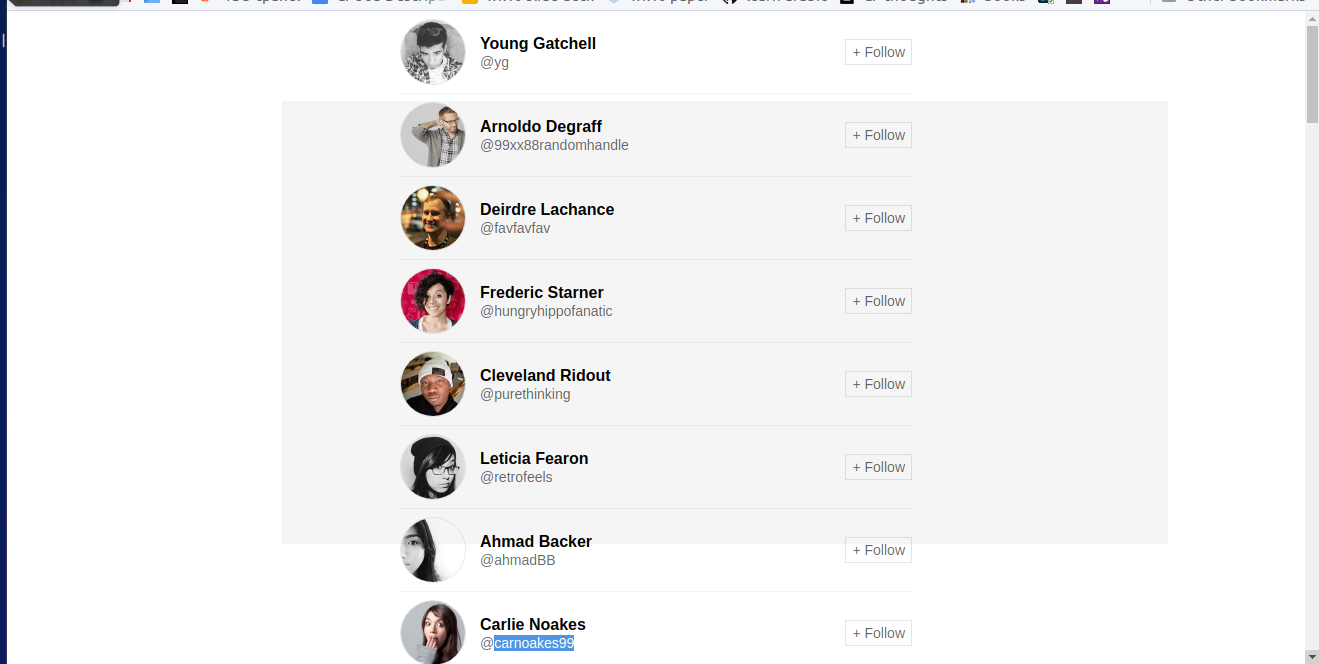 Young Gatchell
@yg
+ Follow
Arnoldo Degraff
@99xx88randomhandle
+ Follow
Deirdre Lachance
@favfavfav
+ Follow
Frederic Starner
@hungryhippofanatic
+ Follow
Cleveland Ridout
@purethinking
+ Follow
Leticia Fearon
@retrofeels
+ Follow
Ahmad Backer
@ahmadBB
+ Follow
Carlie Noakes
@carnoakes99
+ Follow